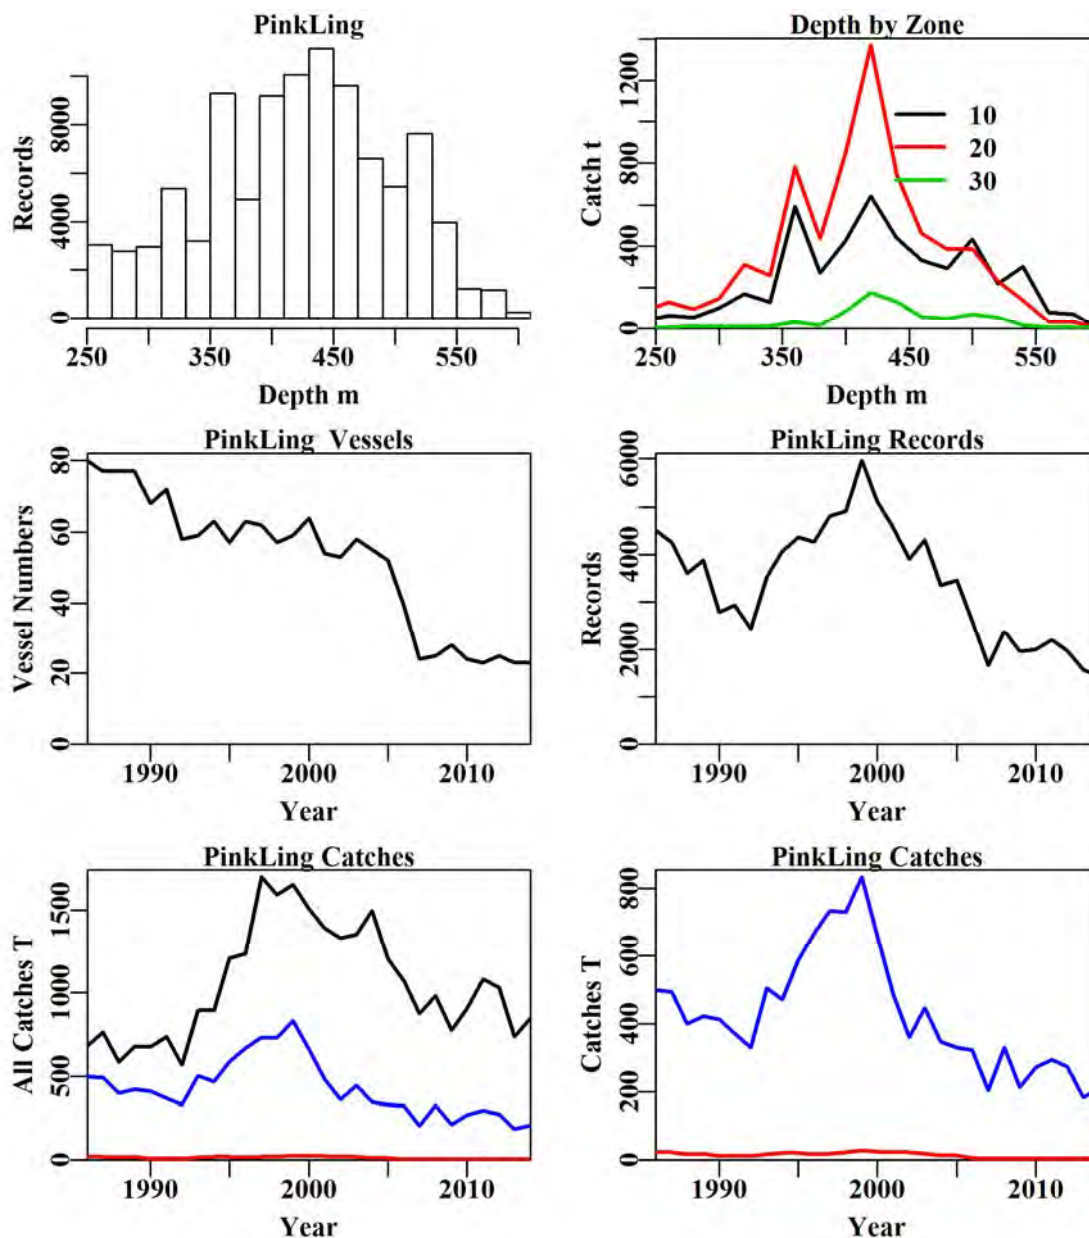 PinkLing
Records
0 4000 8000
250 350 450 550
Depth m
Depth by Zone
Catch t
0 400 800 1200
10
20
30
250 350 450 550
Depth m
PinkLing Vessels
Vessel Numbers
0 20 40 60 80
1990 2000 2010
Year
PinkLing Records
Records
0 2000 4000 6000
1990 2000 2010
Year
PinkLing Catches
All Catches T
0 500 1000 1500
1990 2000 2010
Year
PinkLing Catches
Catches T
0 200 400 600 800
1990 2000 2010
Year